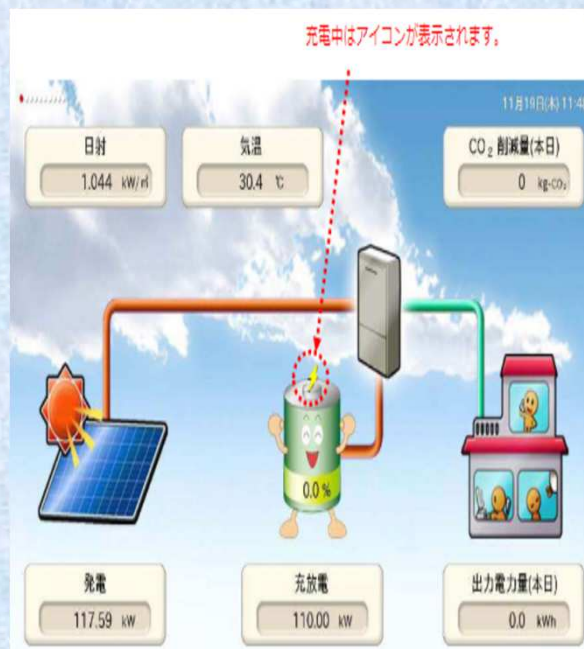 充電中はアイコンが表示されます。
11月19日(木) 11:48
日射
1.044 kW/㎡
気温
30.4 ℃
CO₂ 削減量(本日)
0 kg-CO₂
0.0 %
発電
117.59 kW
充放電
110.00 kW
出力電力量(本日)
0.0 kWh